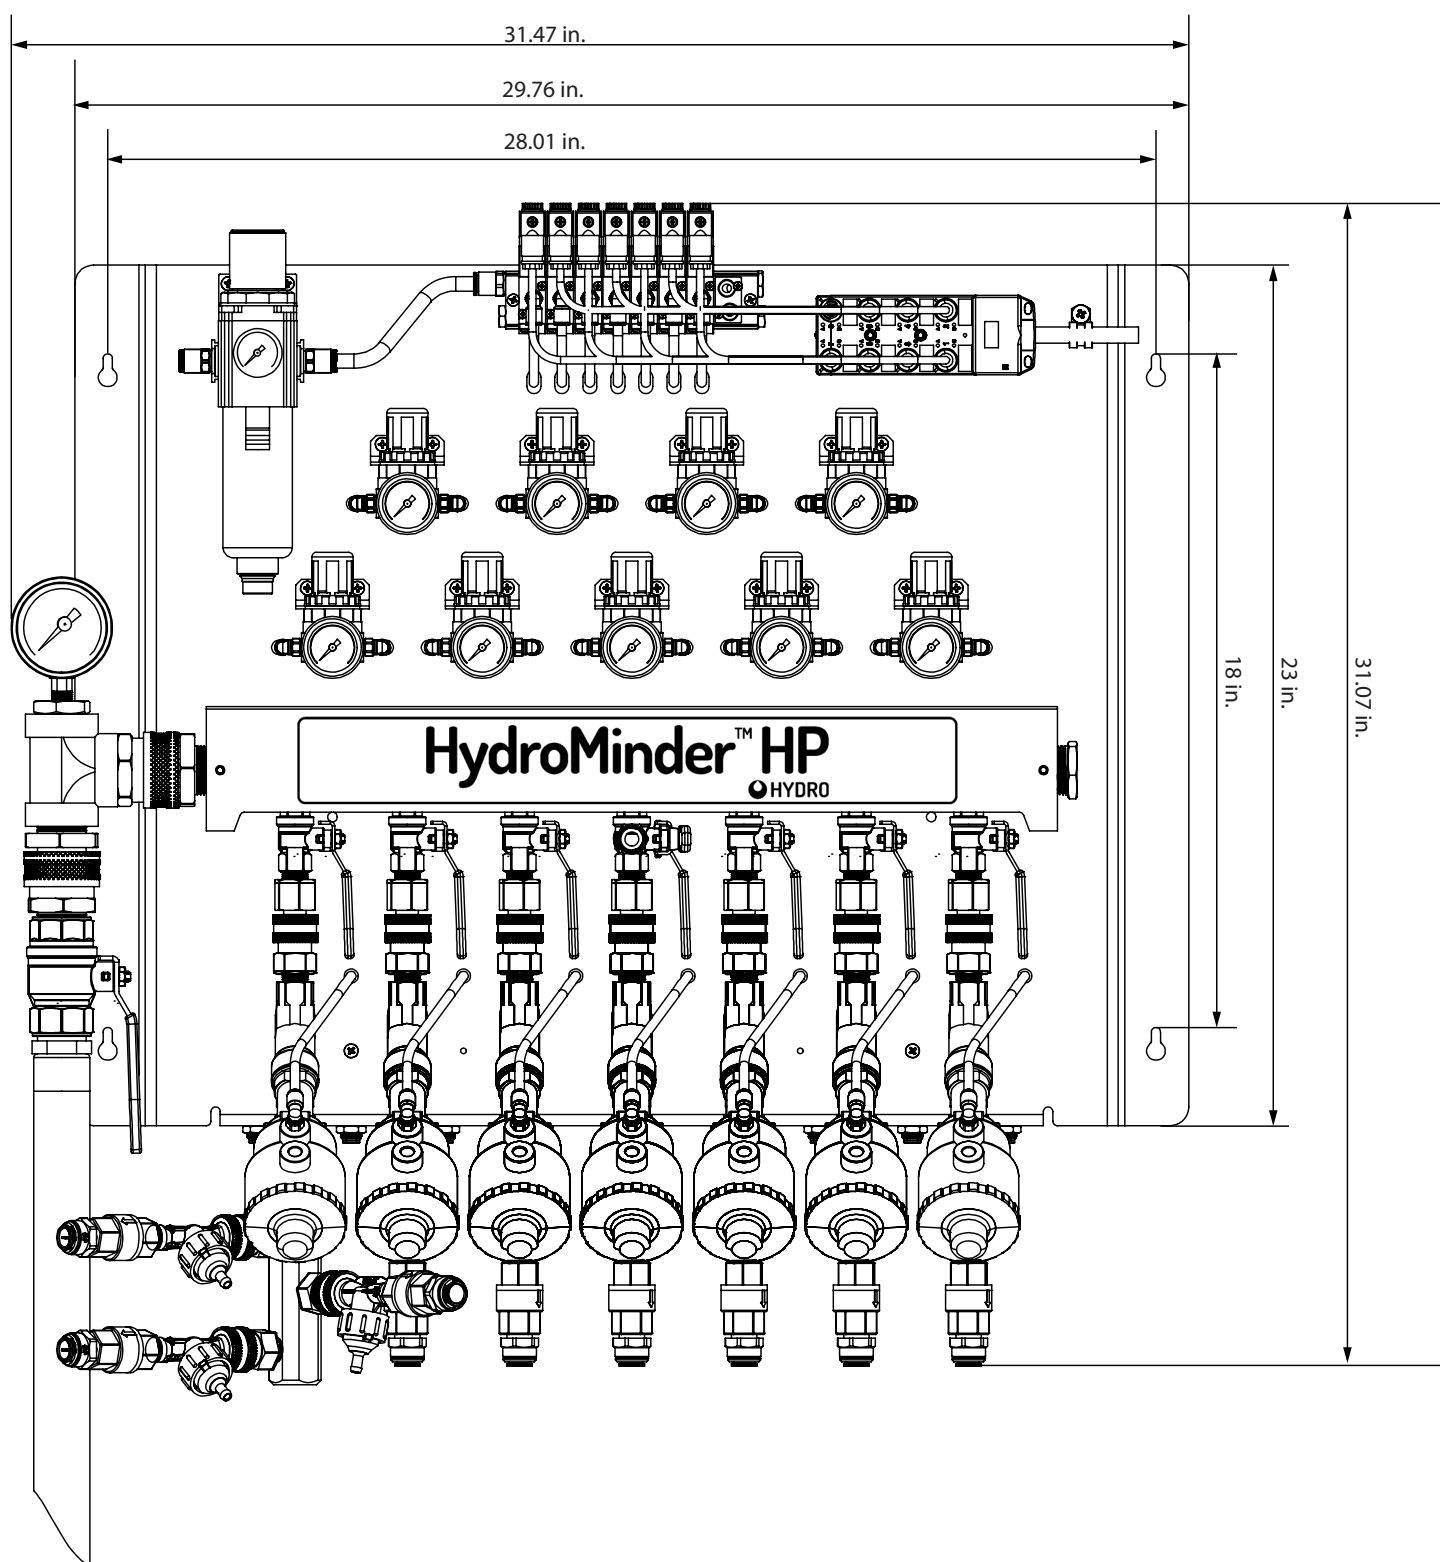 31.47 in.
29.76 in.
28.01 in.
18 in.
23 in.
31.07 in.
HydroMinder™ HP
HYDRO